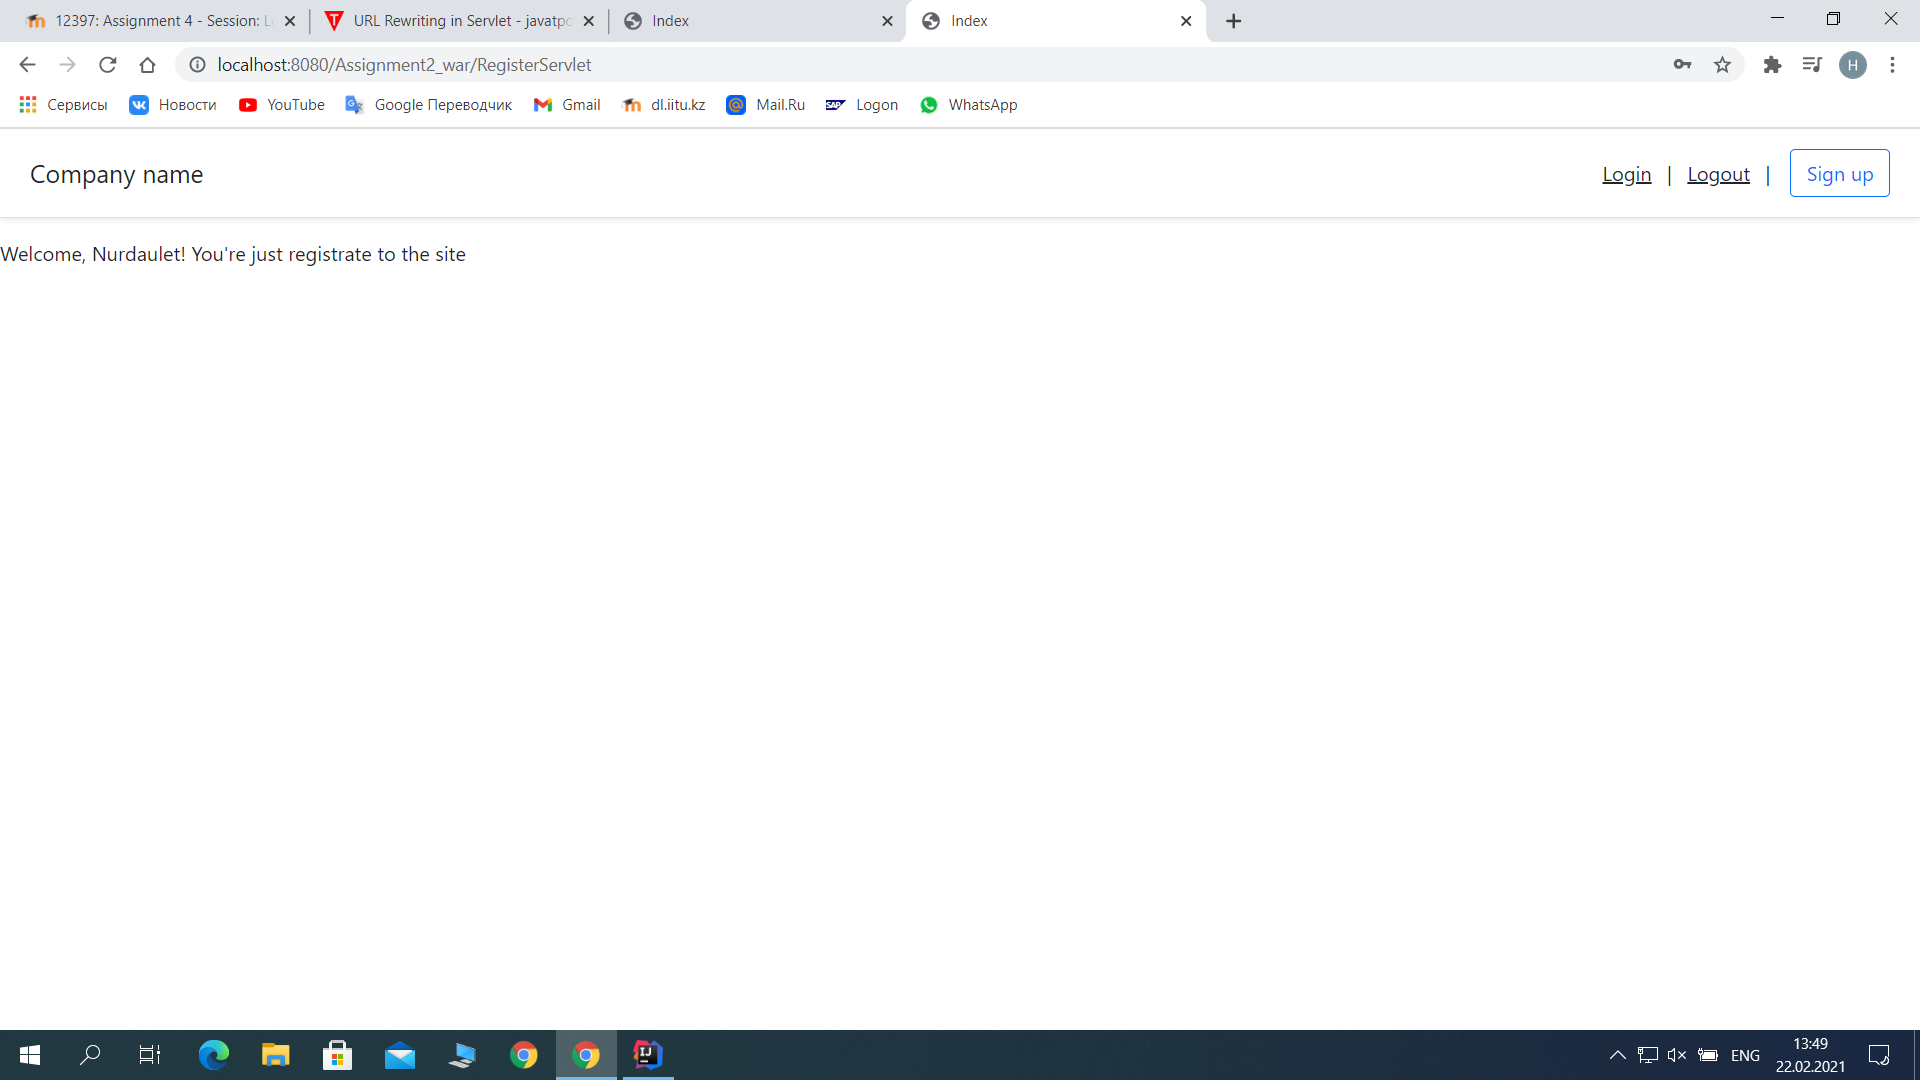 12397: Assignment 4 - Session: L
URL Rewriting in Servlet - javatpo
Index
Index
localhost:8080/Assignment2_war/RegisterServlet
H
Сервисы
Новости
YouTube
Google Переводчик
Gmail
dl.iitu.kz
Mail.Ru
SAP
Logon
WhatsApp
Company name
Login | Logout |
Sign up
Welcome, Nurdaulet! You're just registrate to the site
ENG
13:49
22.02.2021